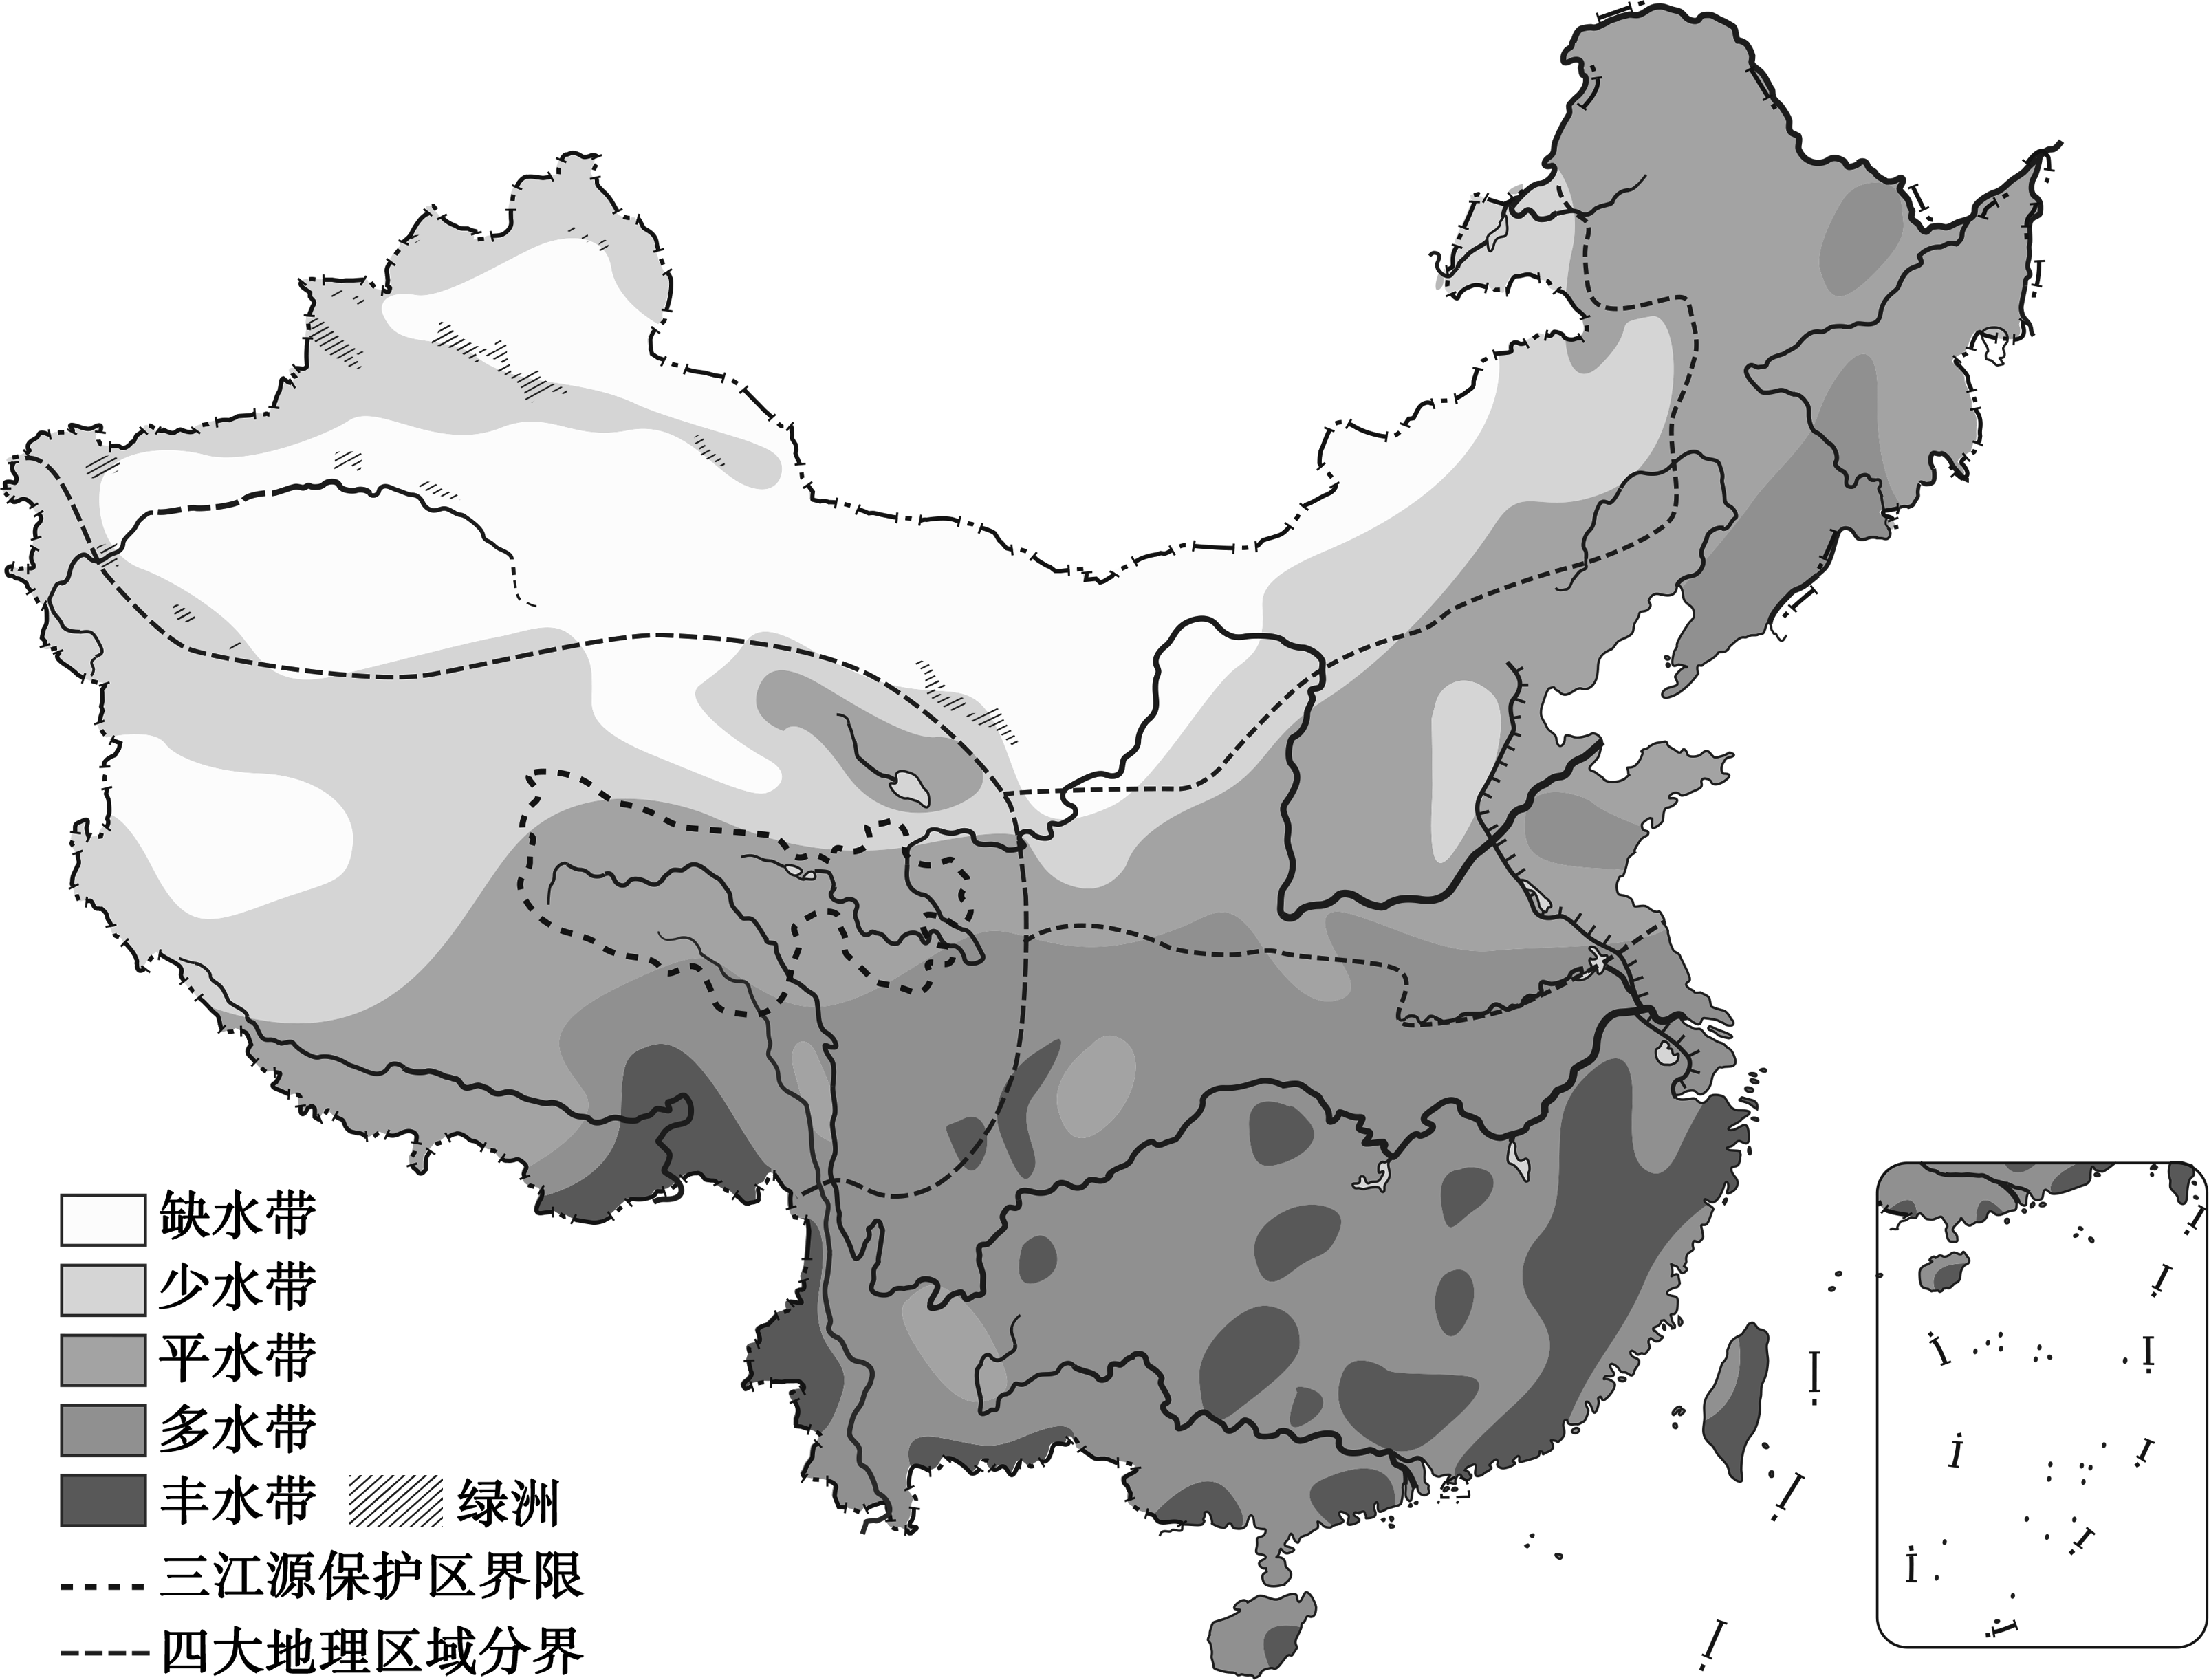 缺水带
少水带
平水带
多水带
丰水带 绿洲
三江源保护区界限
四大地理区域分界